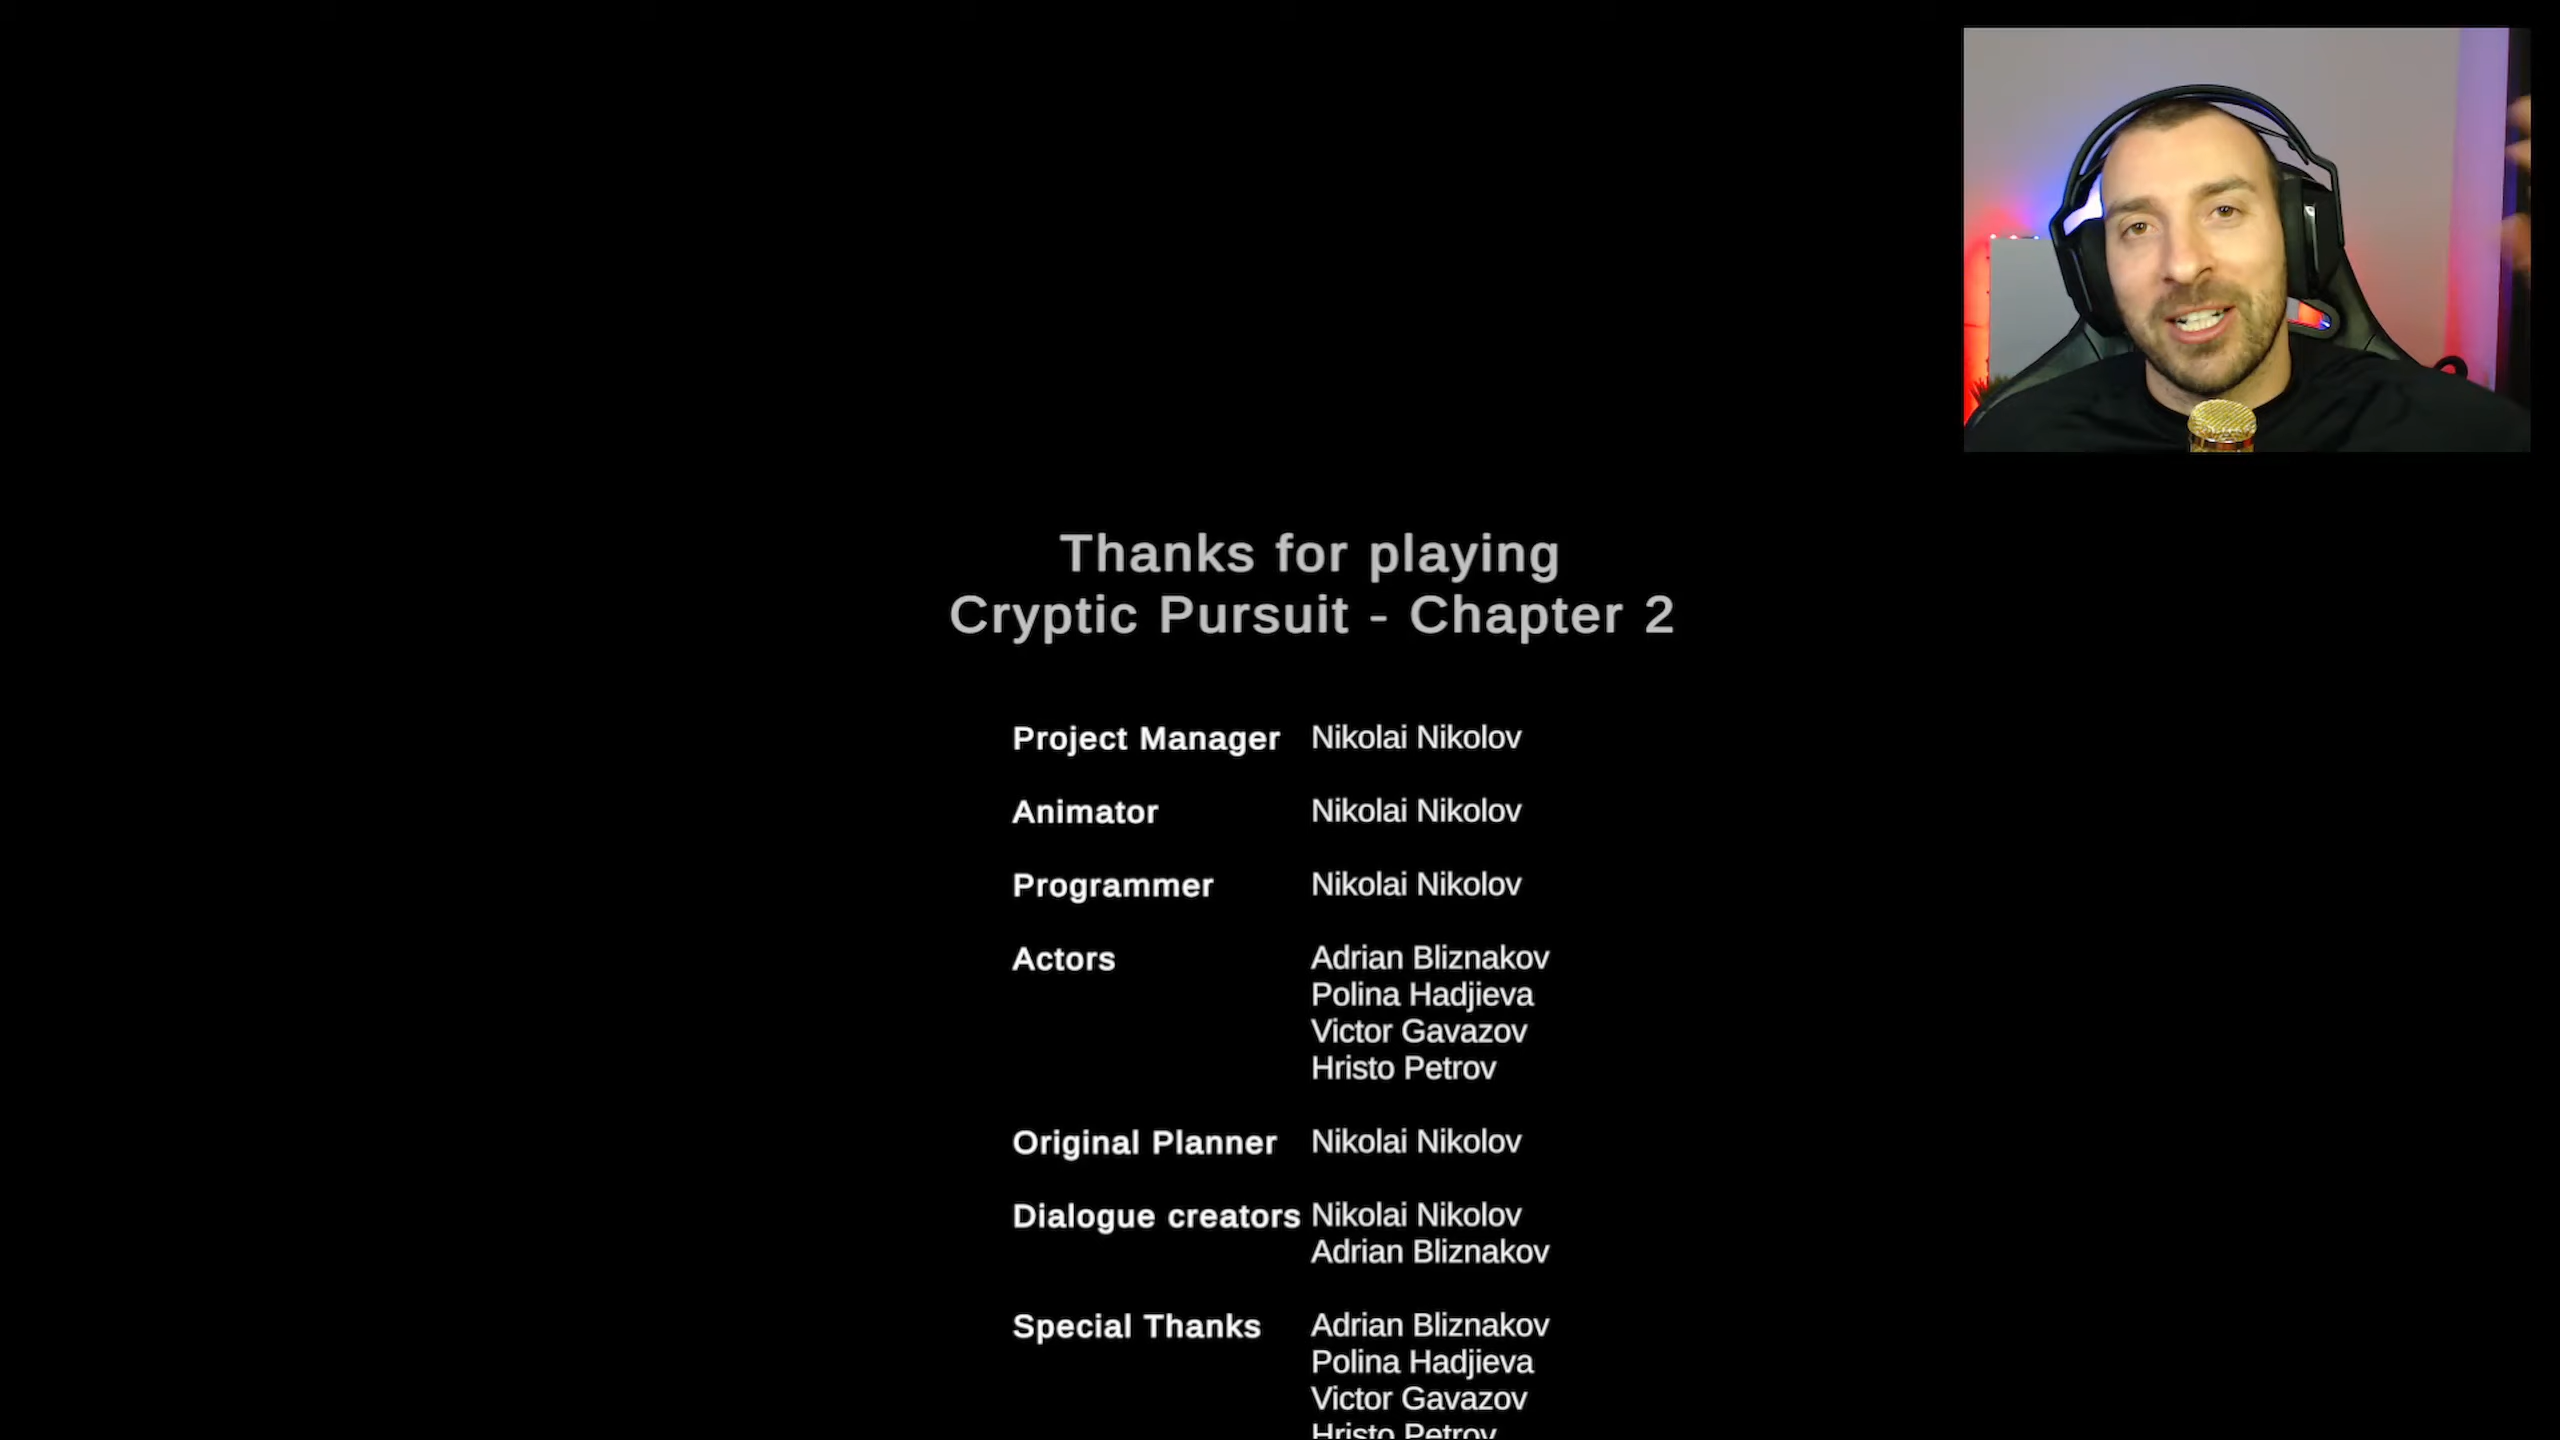 Thanks for playing
Cryptic Pursuit - Chapter 2
Project Manager Nikolai Nikolov
Animator Nikolai Nikolov
Programmer Nikolai Nikolov
Actors Adrian Bliznakov
Polina Hadjieva
Victor Gavazov
Hristo Petrov
Original Planner Nikolai Nikolov
Dialogue creators Nikolai Nikolov
Adrian Bliznakov
Special Thanks Adrian Bliznakov
Polina Hadjieva
Victor Gavazov
Hristo Petrov